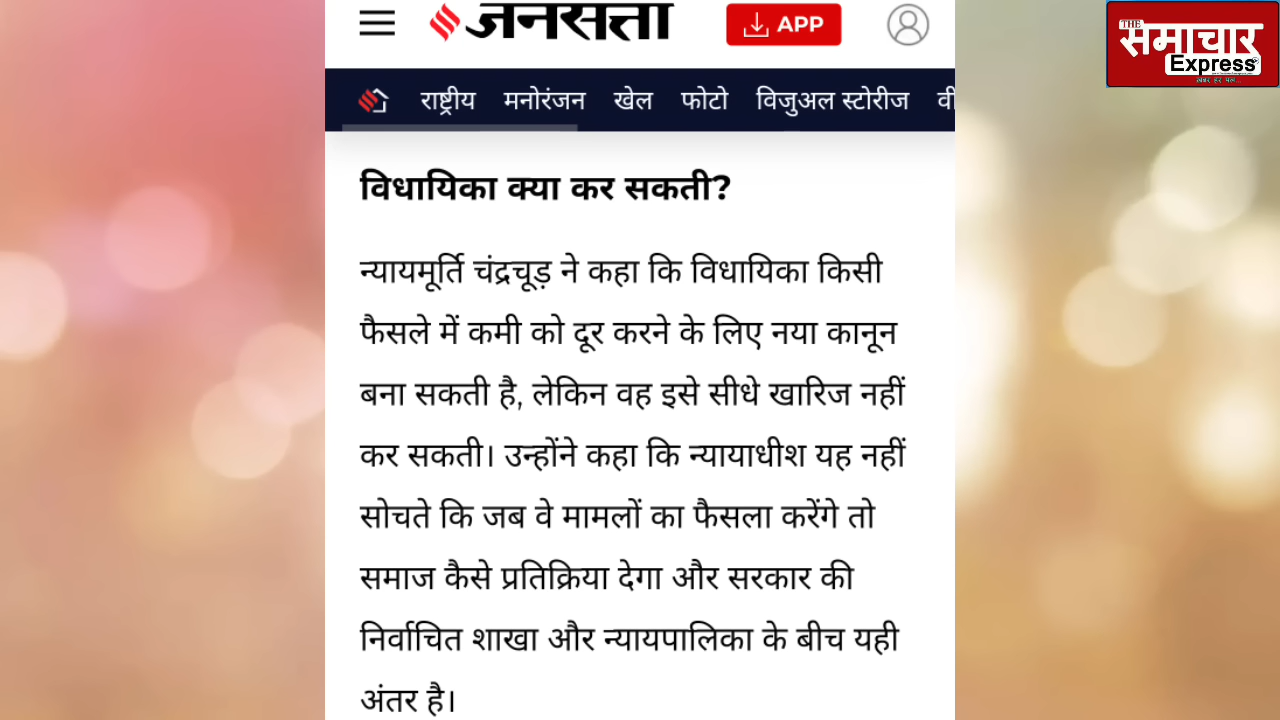 जनसत्ता
APP
THE
समाचार
Express
राष्ट्रीय मनोरंजन खेल फोटो विजुअल स्टोरीज
विधायिका क्या कर सकती?
न्यायमूर्ति चंद्रचूड़ ने कहा कि विधायिका किसी
फैसले में कमी को दूर करने के लिए नया कानून
बना सकती है, लेकिन वह इसे सीधे खारिज नहीं
कर सकती। उन्होंने कहा कि न्यायाधीश यह नहीं
सोचते कि जब वे मामलों का फैसला करेंगे तो
समाज कैसे प्रतिक्रिया देगा और सरकार की
निर्वाचित शाखा और न्यायपालिका के बीच यही
अंतर है।